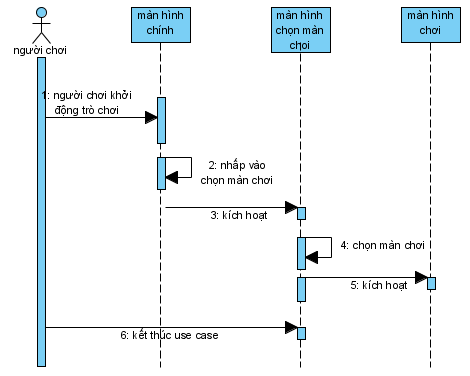 người chơi
màn hình
chính
màn hình
chọn màn
chơi
màn hình
chơi
1: người chơi khởi
động trò chơi
2: nhấp vào
chọn màn chơi
3: kích hoạt
4: chọn màn chơi
5: kích hoạt
6: kết thúc use case